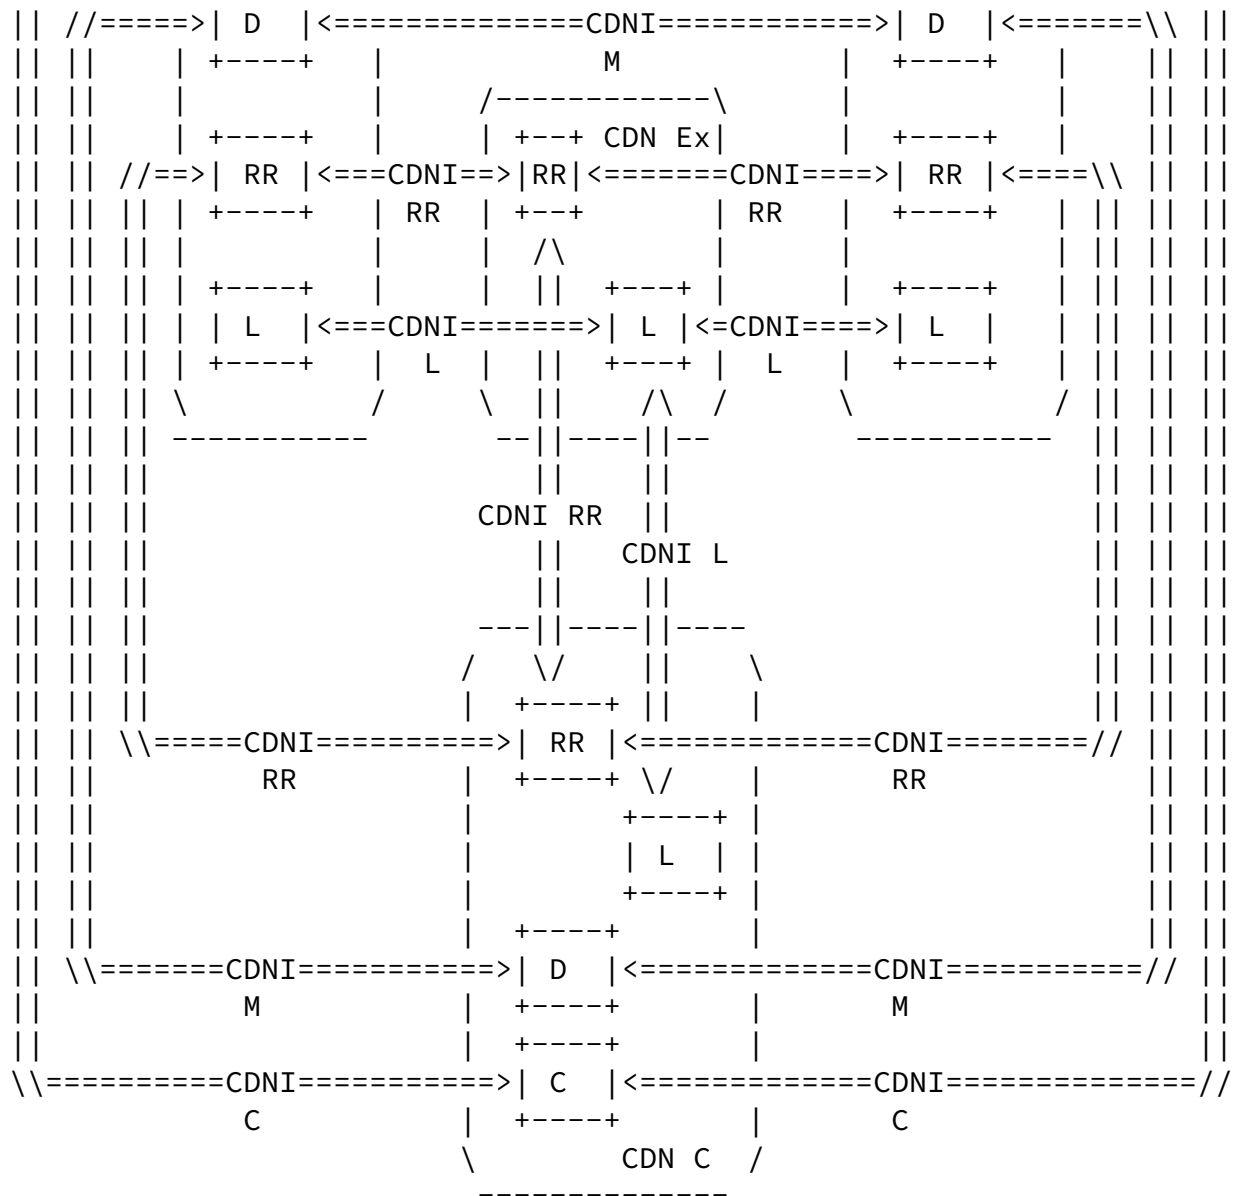 || //=====>| D  |<==============CDNI============>| D  |<=======\\ ||
|| ||    | +----+   |            M            |  +----+   |    || ||
|| ||    |          |     /------------\      |           |    || ||
|| ||    | +----+   |     | +--+ CDN Ex|      |  +----+   |    || ||
|| || //==>| RR |<===CDNI==>|RR|<=======CDNI====>| RR |<====\\ || ||
|| || || | +----+   | RR  | +--+       | RR   |  +----+   | || || ||
|| || || |          |     |  /\        |      |           | || || ||
|| || || | +----+   |     |  ||  +---+ |      |  +----+   | || || ||
|| || || | | L  |<===CDNI=======>| L |<=CDNI====>| L  |   | || || ||
|| || || | +----+   |  L  |  ||  +---+ |  L   |  +----+   | || || ||
|| || || \          /     \  ||    /\  /      \           / || || ||
|| || || -----------       --||----||--        -----------  || || ||
|| || ||                     ||    ||                       || || ||
|| || ||                  CDNI RR  ||                       || || ||
|| || ||                     ||  CDNI L                     || || ||
|| || ||                     ||    ||                       || || ||
|| || ||                  ---||----||----                   || || ||
|| || ||                 /   \/    ||    \                  || || ||
|| || ||                 |  +----+ ||    |                  || || ||
|| || \\=====CDNI==========>| RR |<=============CDNI========// || ||
|| ||         RR         |  +----+ \/    |       RR            || ||
|| ||                    |        +----+ |                     || ||
|| ||                    |        | L  | |                     || ||
|| ||                    |        +----+ |                     || ||
|| ||                    |  +----+       |                     || ||
|| \\=======CDNI===========>| D  |<=============CDNI===========// ||
||           M           |  +----+       |       M                ||
||                       |  +----+       |                        ||
\\==========CDNI===========>| C  |<=============CDNI==============//
             C           |  +----+       |       C
                         \        CDN C  /
                          --------------